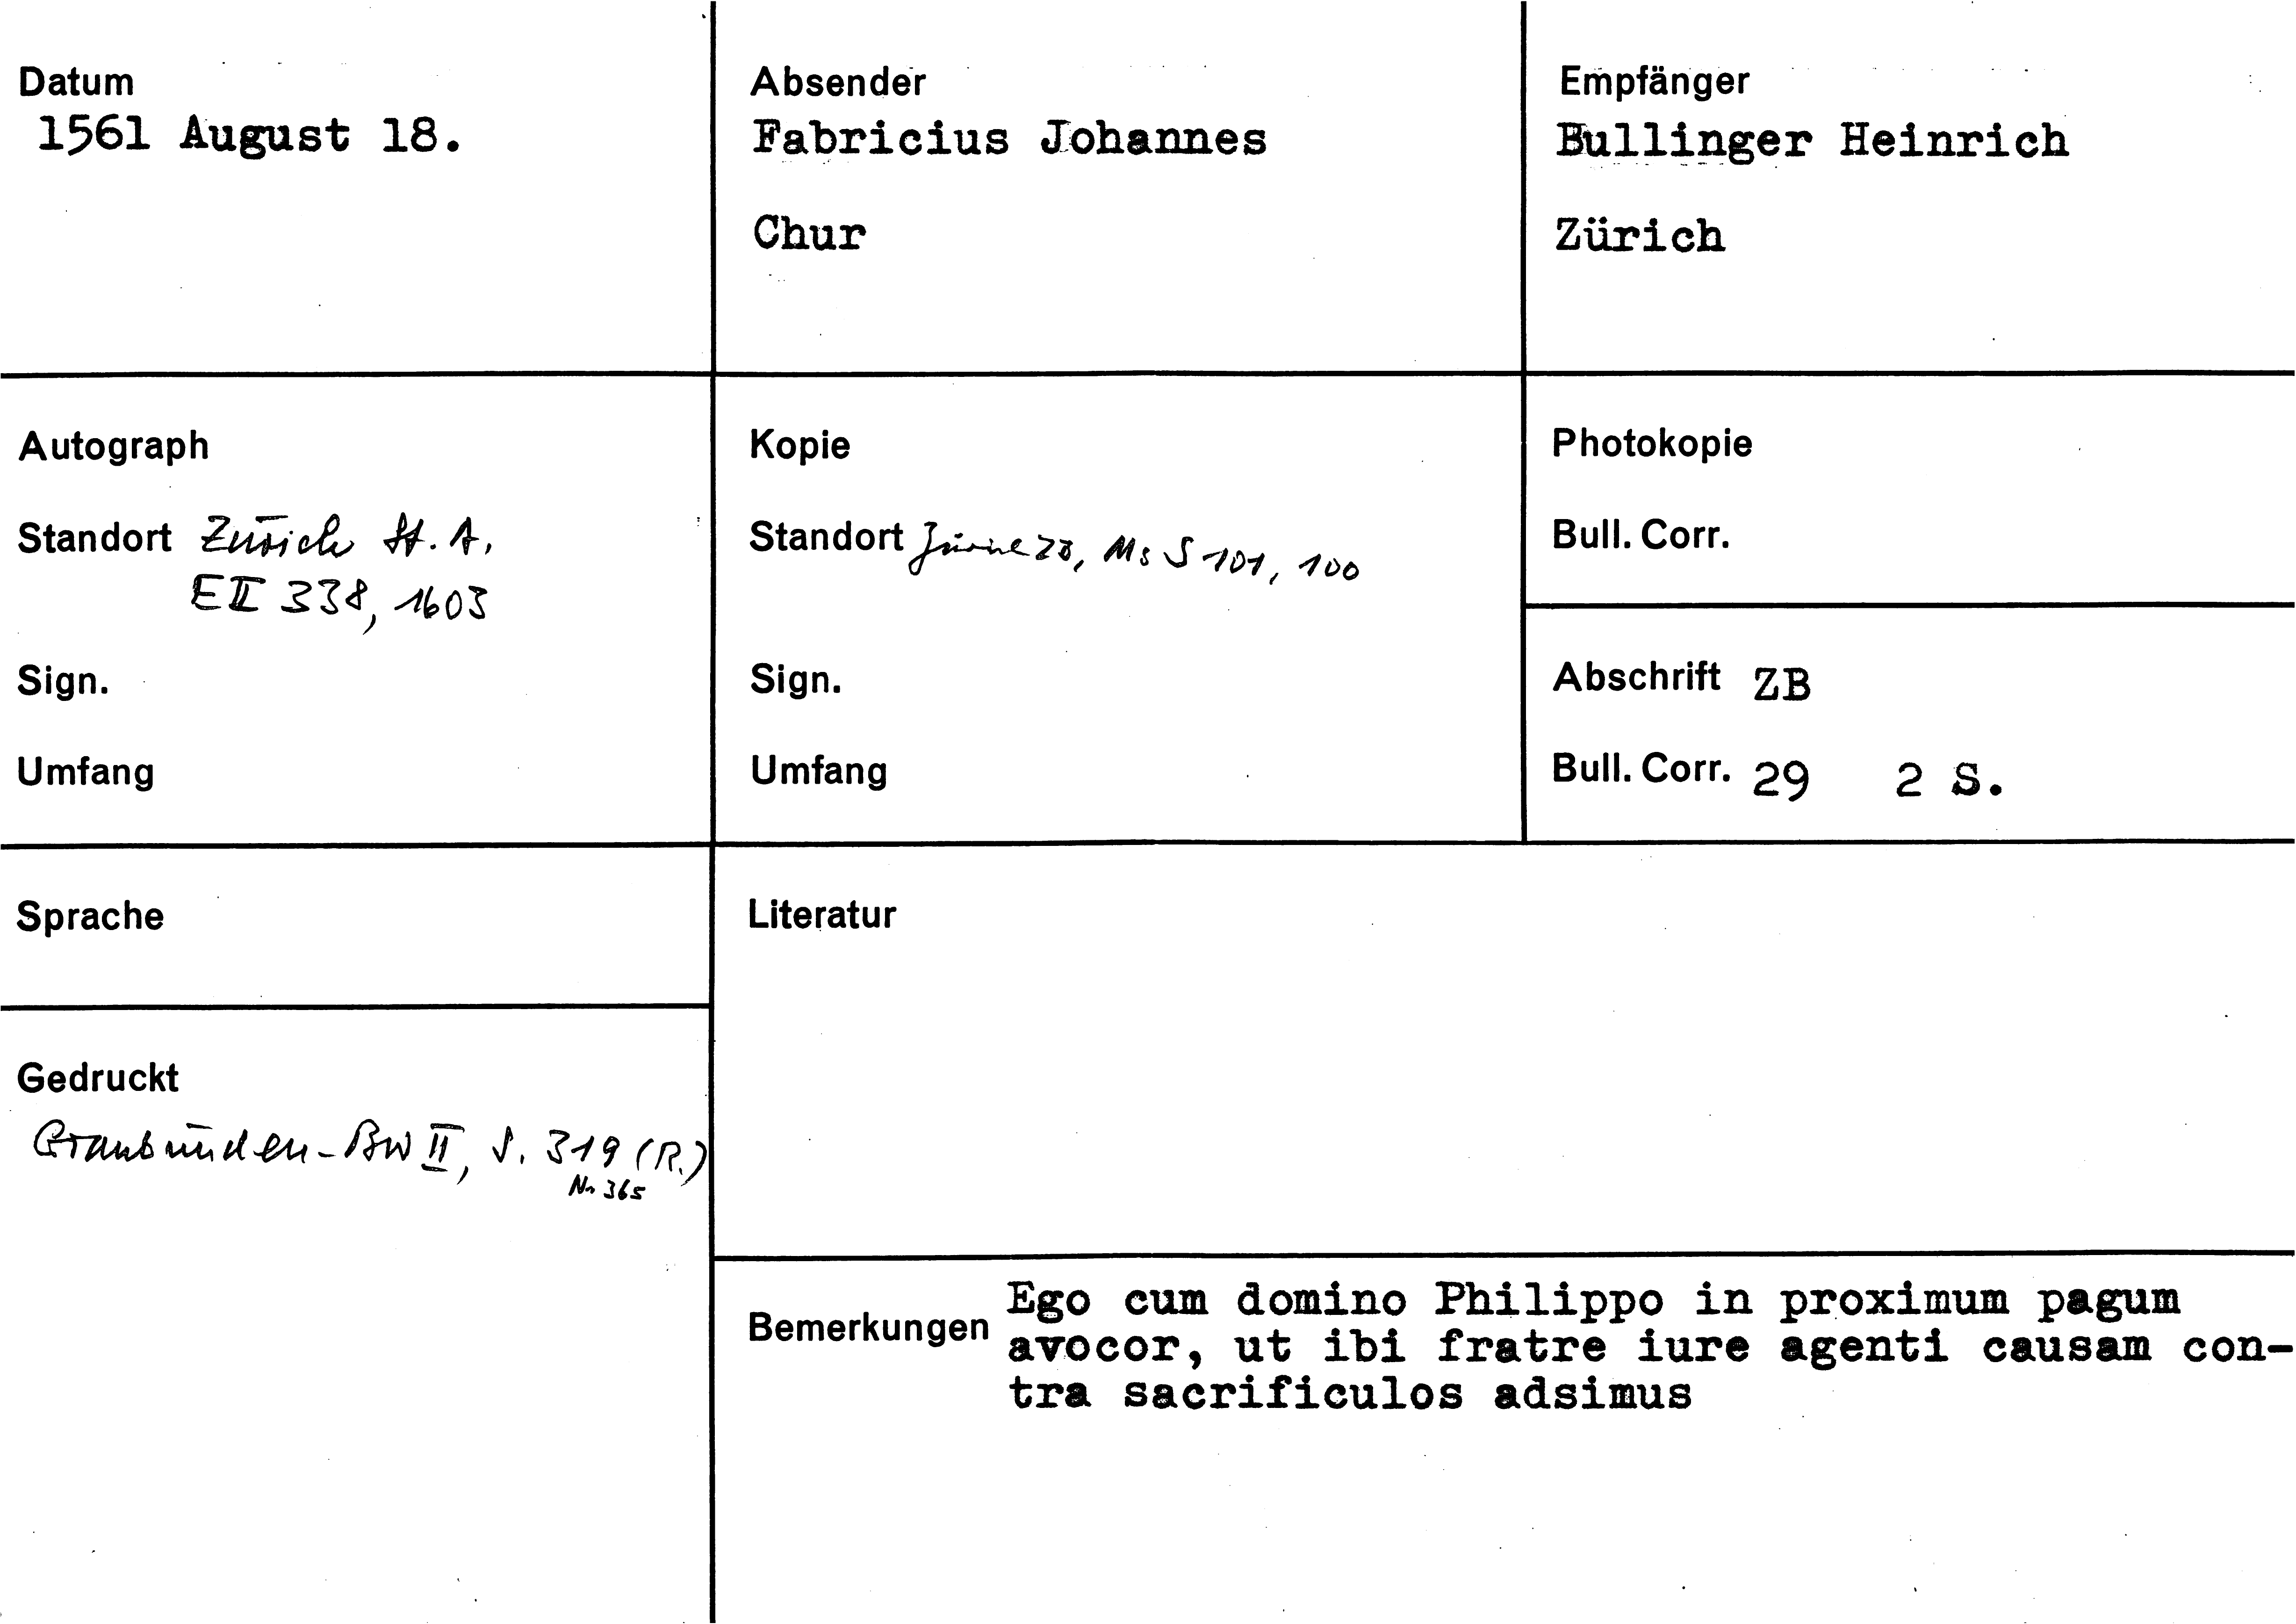 Datum
1561 August 18.
Absender
Fabricius Johannes
Chur
Empfänger
Bullinger Heinrich
Zürich
Autograph
Standort Zürich St. A.
E II 338, 1603
Sign.
Umfang
Kopie
Standort Zürich ZB, Ms S 101, 100
Sign.
Umfang
Photokopie
Bull. Corr.
Abschrift ZB
Bull. Corr. 29 2 S.
Sprache
Literatur
Gedruckt
Graubünden-BW II, S. 319 (R.)
Nr 365
Bemerkungen Ego cum domino Philippo in proximum pagum
avocor, ut ibi fratre iure agenti causam con-
tra sacrificulos adsimus